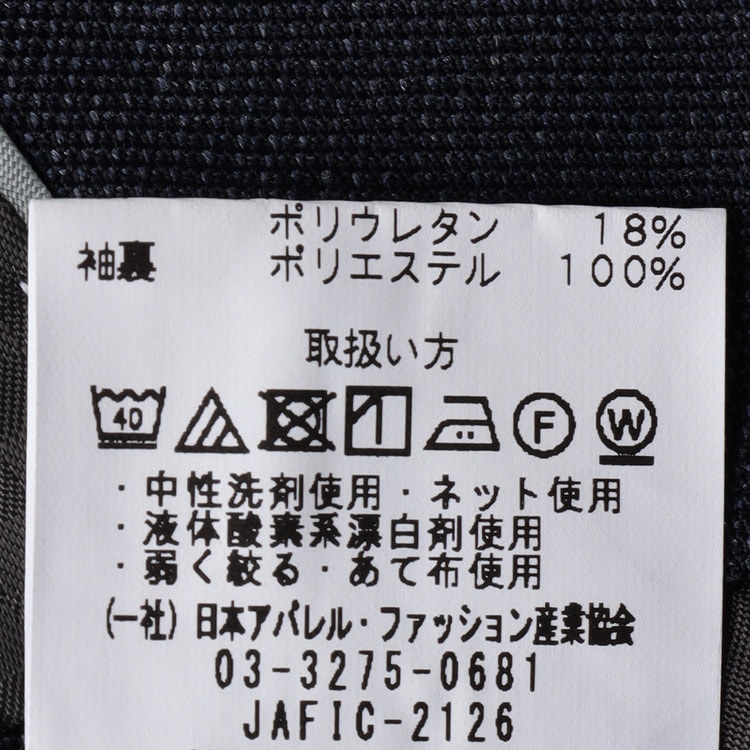 ポリウレタン 18%
袖裏 ポリエステル 100%
取扱い方
40 F W
・中性洗剤使用・ネット使用
・液体酸素系漂白剤使用
・弱く絞る・あて布使用
(一社)日本アパレル・ファッション産業協会
03-3275-0681
JAFIC-2126